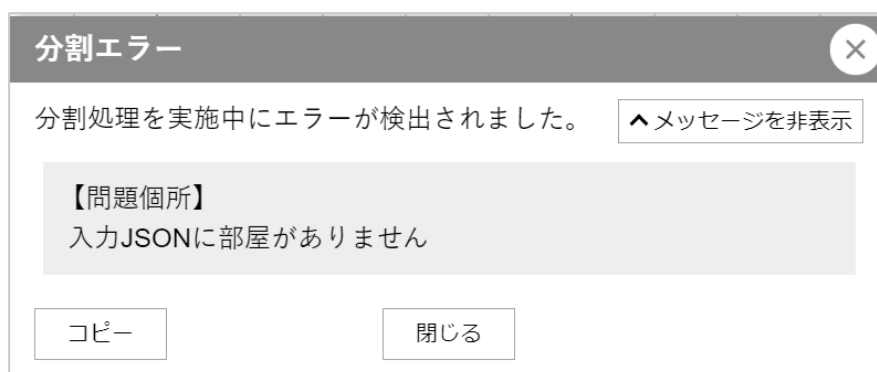 分割エラー
分割処理を実施中にエラーが検出されました。 メッセージを非表示
【問題個所】
入力JSONに部屋がありません
コピー 閉じる